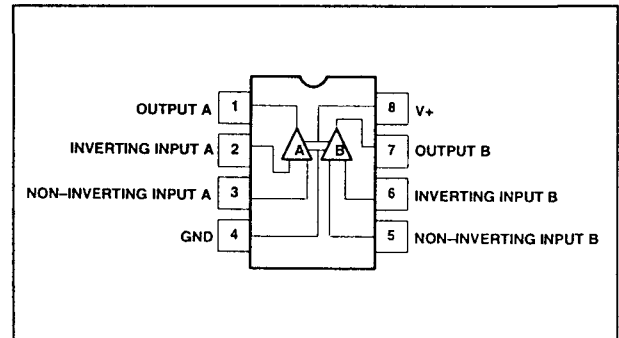 OUTPUT A 1
8 V+
INVERTING INPUT A 2
A
B
7 OUTPUT B
NON–INVERTING INPUT A 3
6 INVERTING INPUT B
GND 4
5 NON–INVERTING INPUT B